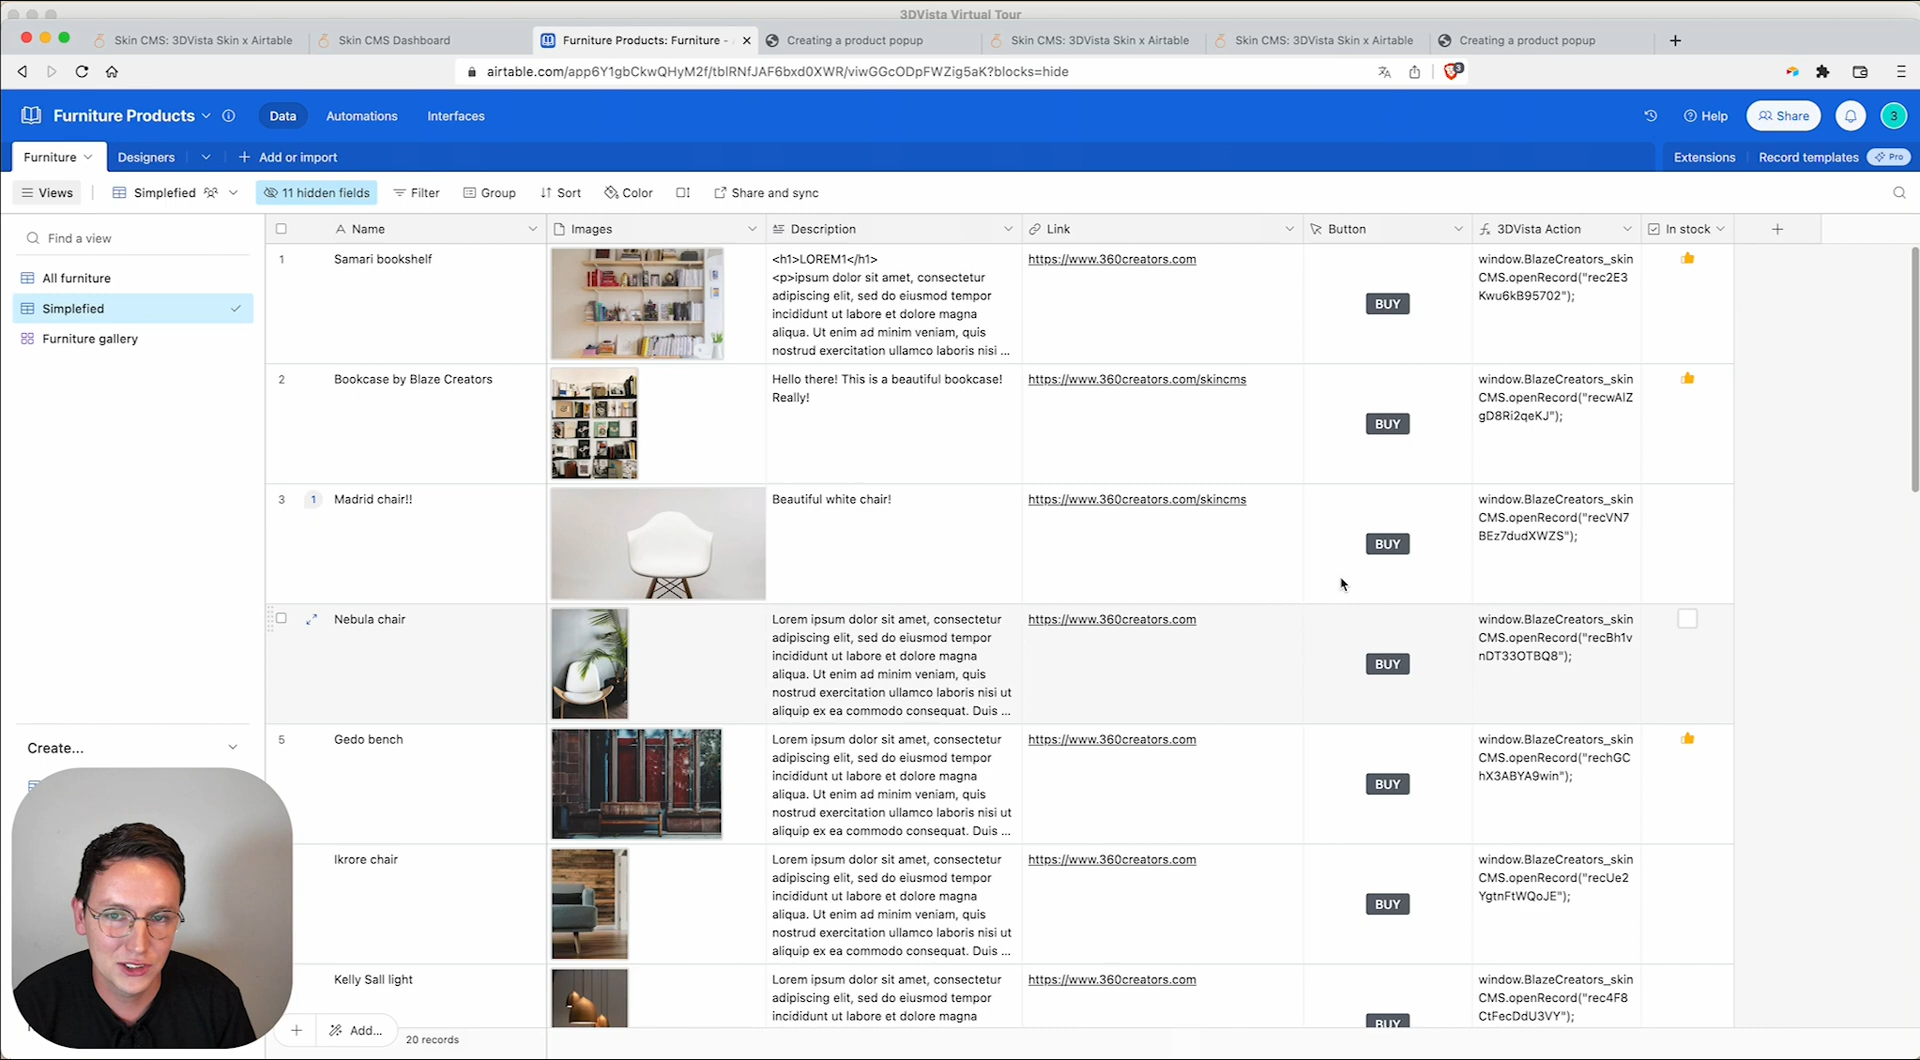 3DVista Virtual Tour
Skin CMS: 3DVista Skin x Airtable
Skin CMS Dashboard
Furniture Products: Furniture -
Creating a product popup
Skin CMS: 3DVista Skin x Airtable
Skin CMS: 3DVista Skin x Airtable
Creating a product popup
airtable.com/app6Y1gbCkwQHyM2f/tblRNfJAF6bxd0XWR/viwGGcODpFWZig5aK?blocks=hide
3
Furniture Products
Data
Automations
Interfaces
Help
Share
3
Furniture
Designers
Add or import
Extensions
Record templates
Pro
Views
Simplefied
11 hidden fields
Filter
Group
Sort
Color
Share and sync
Find a view
All furniture
Simplefied
Furniture gallery
Create...
Name
Images
Description
Link
Button
3DVista Action
In stock
1
Samari bookshelf
<h1>LOREM1</h1>
<p>ipsum dolor sit amet, consectetur
adipiscing elit, sed do eiusmod tempor
incididunt ut labore et dolore magna
aliqua. Ut enim ad minim veniam, quis
nostrud exercitation ullamco laboris nisi ...
https://www.360creators.com
BUY
window.BlazeCreators_skin
CMS.openRecord("rec2E3
Kwu6kB95702");
2
Bookcase by Blaze Creators
Hello there! This is a beautiful bookcase!
Really!
https://www.360creators.com/skincms
BUY
window.BlazeCreators_skin
CMS.openRecord("recwAlZ
gD8Ri2qeKJ");
3
1
Madrid chair!!
Beautiful white chair!
https://www.360creators.com/skincms
BUY
window.BlazeCreators_skin
CMS.openRecord("recVN7
BEz7dudXWZS");
Nebula chair
Lorem ipsum dolor sit amet, consectetur
adipiscing elit, sed do eiusmod tempor
incididunt ut labore et dolore magna
aliqua. Ut enim ad minim veniam, quis
nostrud exercitation ullamco laboris nisi ut
aliquip ex ea commodo consequat. Duis ...
https://www.360creators.com
BUY
window.BlazeCreators_skin
CMS.openRecord("recBh1v
nDT33OTBQ8");
5
Gedo bench
Lorem ipsum dolor sit amet, consectetur
adipiscing elit, sed do eiusmod tempor
incididunt ut labore et dolore magna
aliqua. Ut enim ad minim veniam, quis
nostrud exercitation ullamco laboris nisi ut
aliquip ex ea commodo consequat. Duis ...
https://www.360creators.com
BUY
window.BlazeCreators_skin
CMS.openRecord("rechGC
hX3ABYA9win");
Ikrore chair
Lorem ipsum dolor sit amet, consectetur
adipiscing elit, sed do eiusmod tempor
incididunt ut labore et dolore magna
aliqua. Ut enim ad minim veniam, quis
nostrud exercitation ullamco laboris nisi ut
aliquip ex ea commodo consequat. Duis ...
https://www.360creators.com
BUY
window.BlazeCreators_skin
CMS.openRecord("recUe2
YgtnFtWQoJE");
Kelly Sall light
Lorem ipsum dolor sit amet, consectetur
adipiscing elit, sed do eiusmod tempor
incididunt ut labore et dolore magna
https://www.360creators.com
BUY
window.BlazeCreators_skin
CMS.openRecord("rec4F8
CtFecDdU3VY");
Add...
20 records